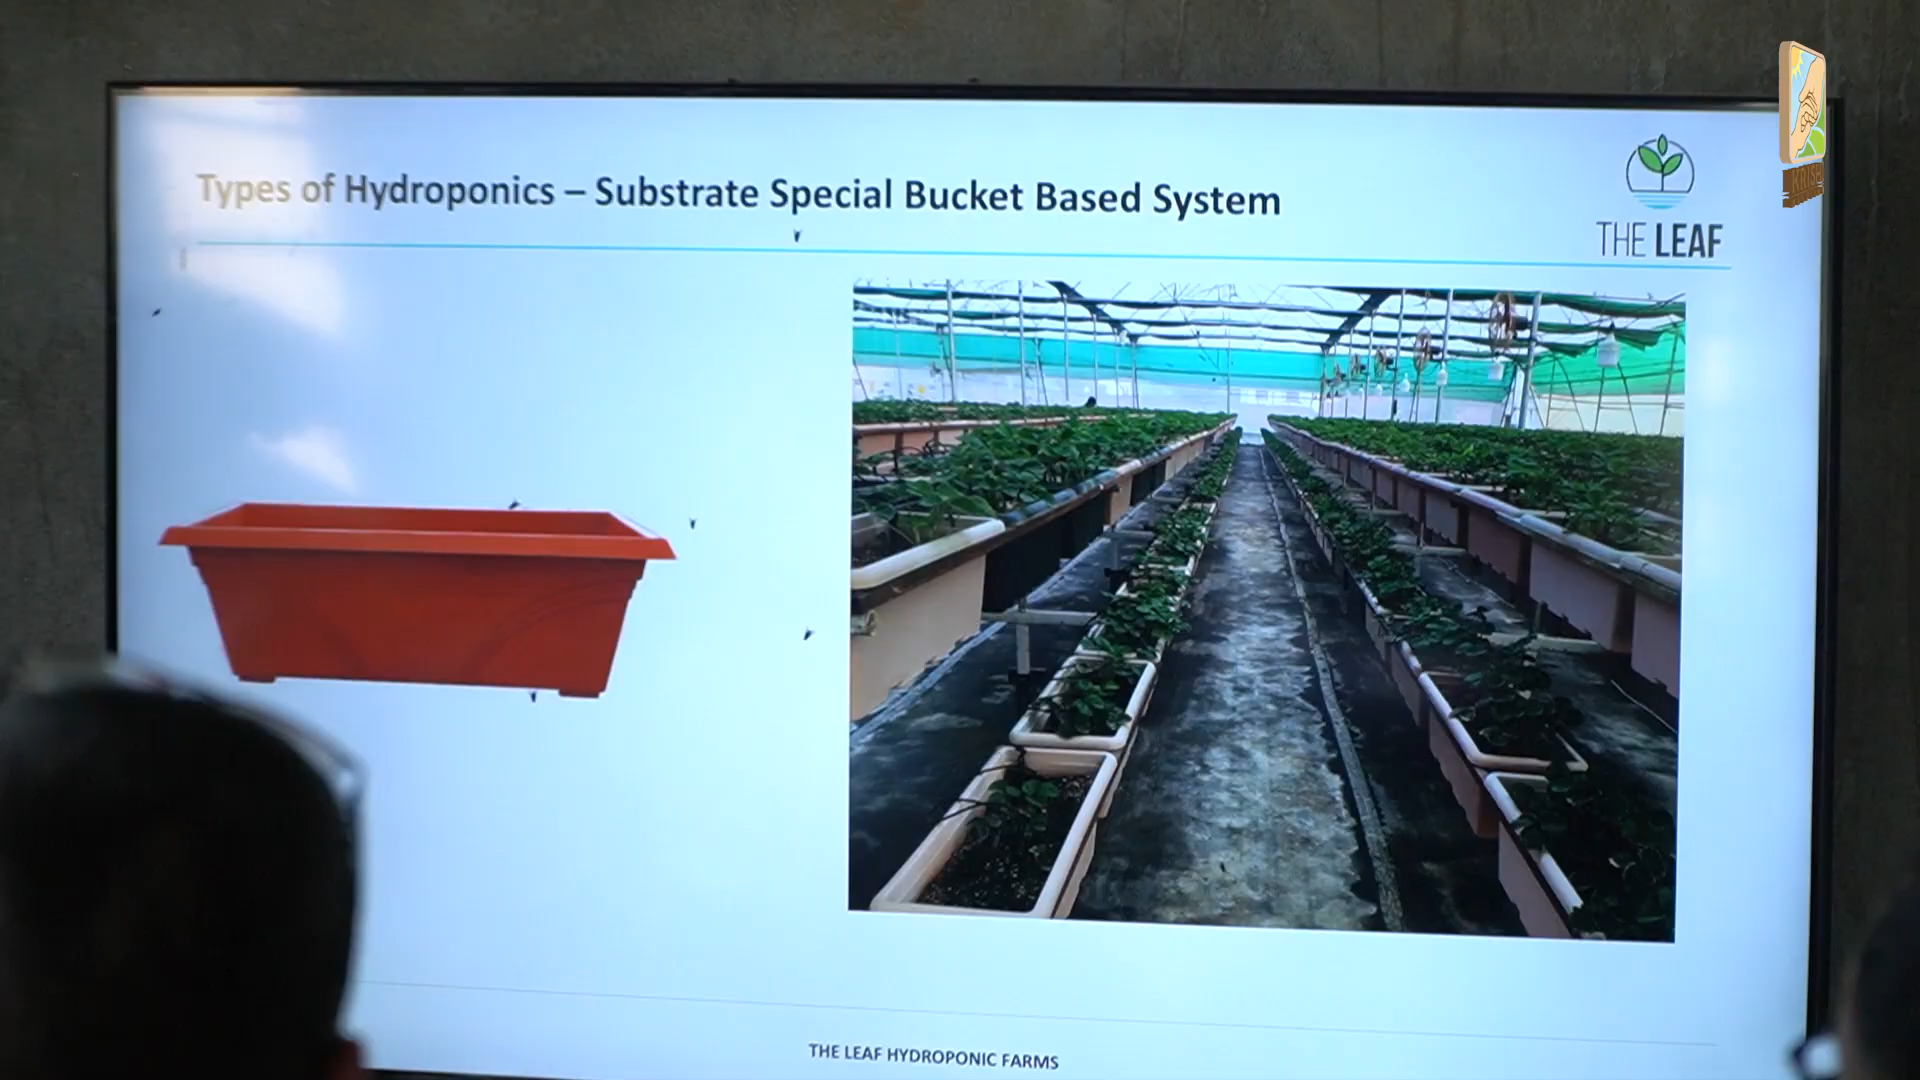 Types of Hydroponics – Substrate Special Bucket Based System
THE LEAF
THE LEAF HYDROPONIC FARMS